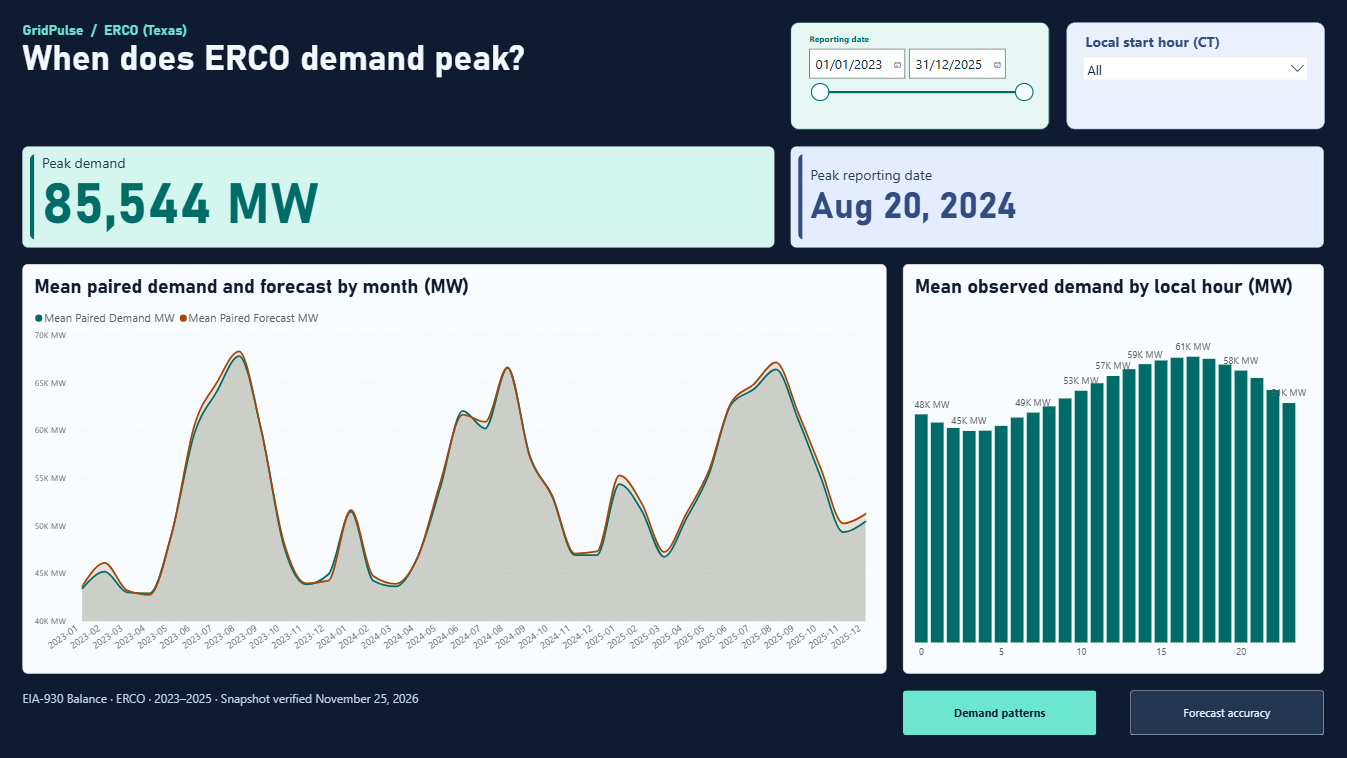 GridPulse / ERCO (Texas)
When does ERCO demand peak?
Reporting date
01/01/2023 31/12/2025
Local start hour (CT)
All
Peak demand
85,544 MW
Peak reporting date
Aug 20, 2024
Mean paired demand and forecast by month (MW)
Mean Paired Demand MW Mean Paired Forecast MW
70K MW
65K MW
60K MW
55K MW
50K MW
45K MW
40K MW
2023-01 2023-02 2023-03 2023-04 2023-05 2023-06 2023-07 2023-08 2023-09 2023-10 2023-11 2023-12 2024-01 2024-02 2024-03 2024-04 2024-05 2024-06 2024-07 2024-08 2024-09 2024-10 2024-11 2024-12 2025-01 2025-02 2025-03 2025-04 2025-05 2025-06 2025-07 2025-08 2025-09 2025-10 2025-11 2025-12
Mean observed demand by local hour (MW)
48K MW 45K MW 49K MW 53K MW 57K MW 59K MW 61K MW 58K MW
0 5 10 15 20
EIA-930 Balance · ERCO · 2023–2025 · Snapshot verified November 25, 2026
Demand patterns
Forecast accuracy